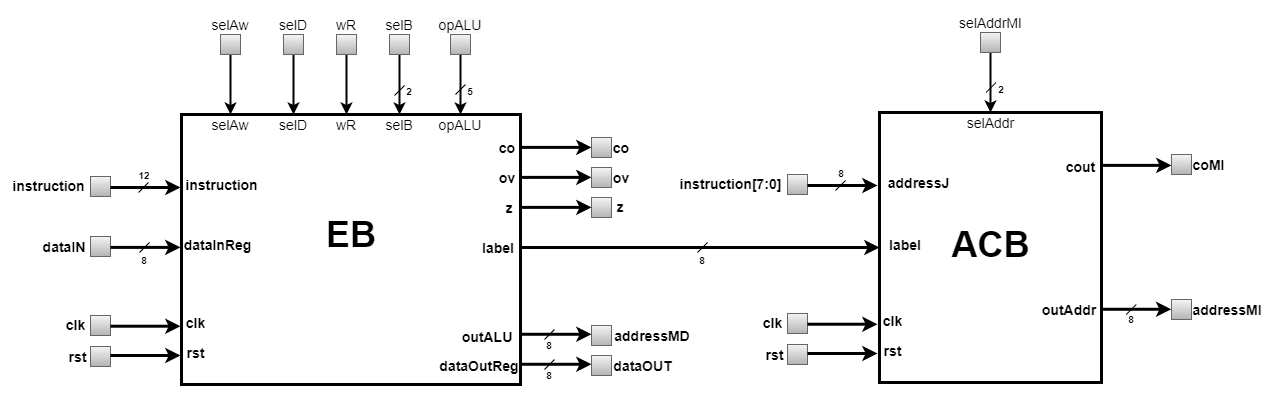 selAw selD wR selB opALU
selAddrMI
2 5
2
selAw selD wR selB opALU
selAddr
co co
cout coMI
instruction 12 instruction
ov ov
instruction[7:0] 8 addressJ
z z
EB
ACB
dataIN 8 dataInReg
label 8 label
outAddr 8 addressMI
clk clk
clk clk
outALU 8 addressMD
rst rst
rst rst
dataOutReg 8 dataOUT